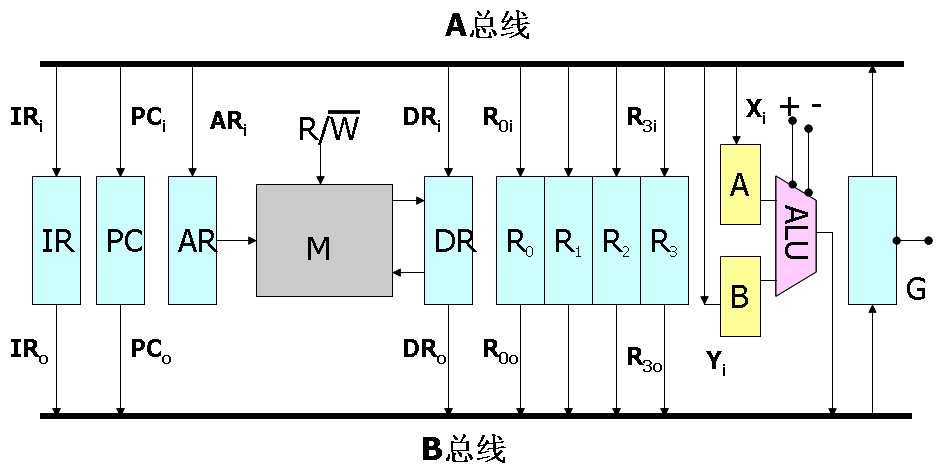 A总线
IRi PCi ARi R/W̅ DRi R0i R3i Xi + -
IR PC AR M DR R0 R1 R2 R3 A B ALU G
IRo PCo DRo R0o R3o Yi
B总线